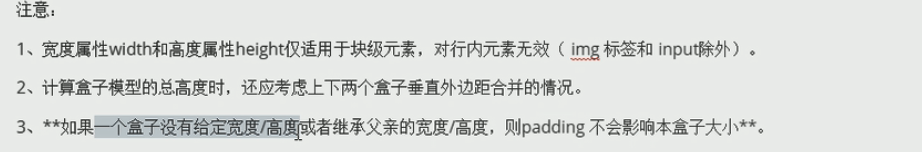 注意：
1、宽度属性width和高度属性height仅适用于块级元素，对行内元素无效（ img 标签和 input除外）。
2、计算盒子模型的总高度时，还应考虑上下两个盒子垂直外边距合并的情况。
3、**如果一个盒子没有给定宽度/高度或者继承父亲的宽度/高度，则padding 不会影响本盒子大小**。